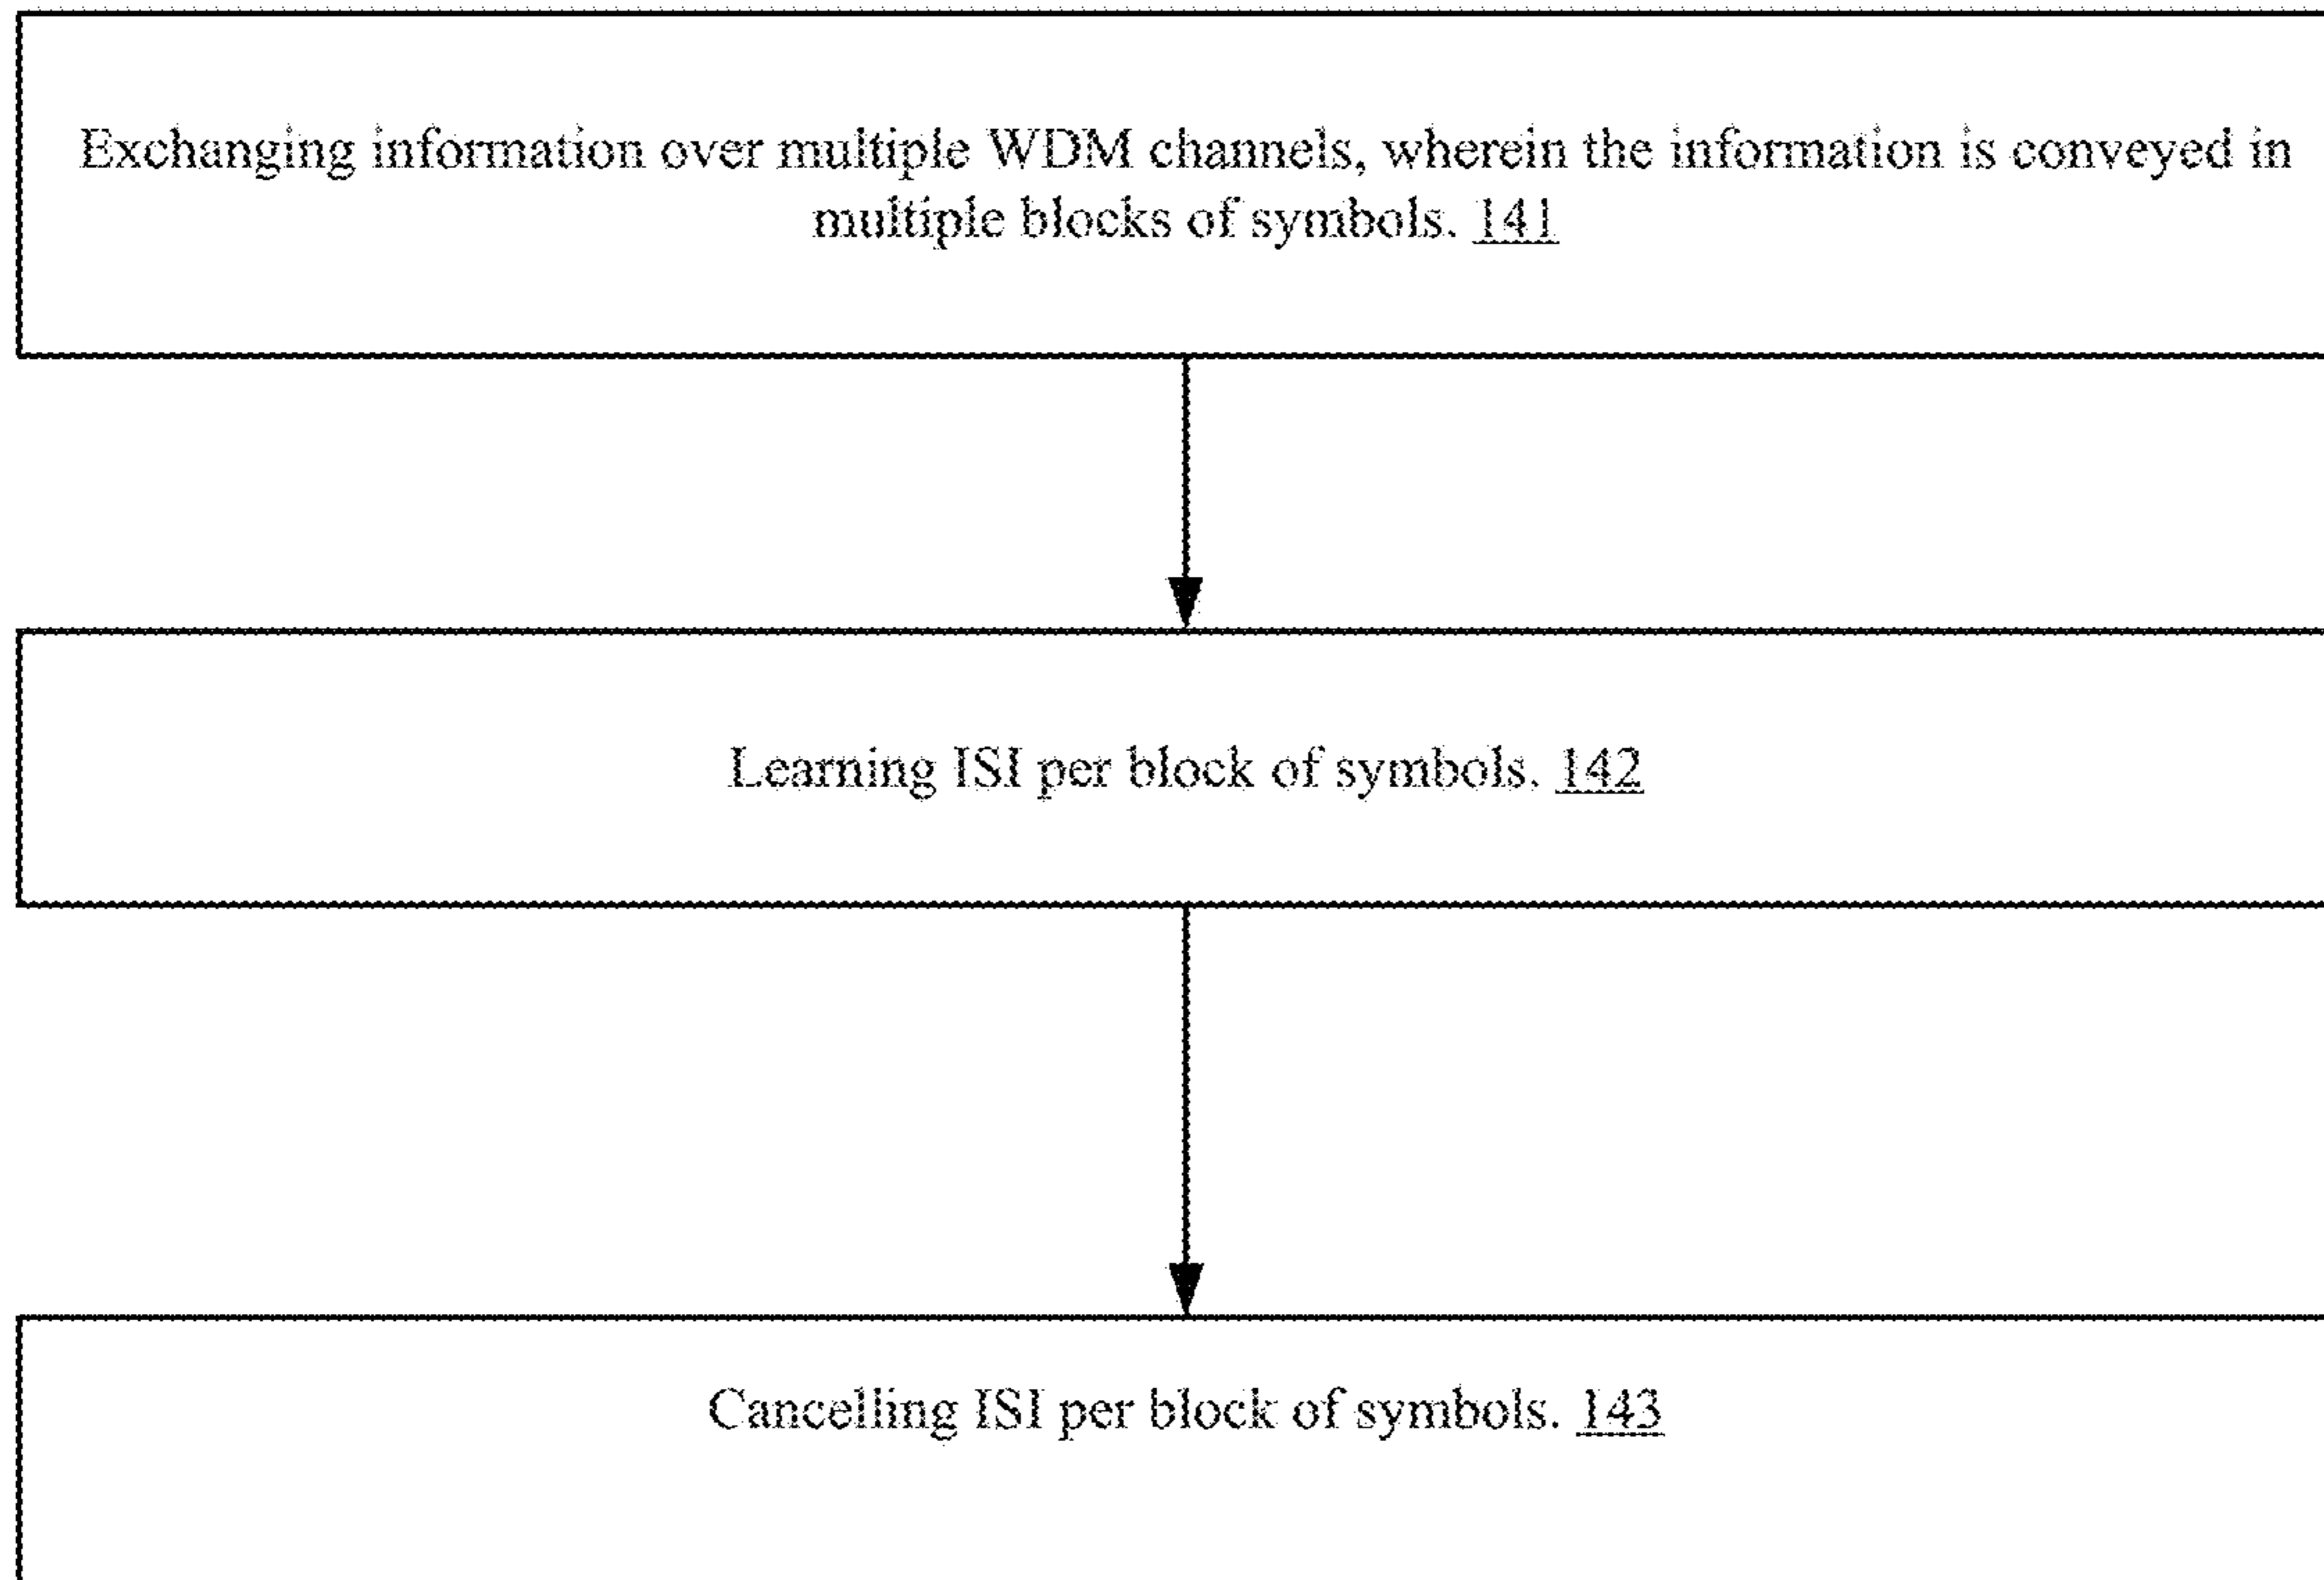 Exchanging information over multiple WDM channels, wherein the information is conveyed in
multiple blocks of symbols. 141
Learning ISI per block of symbols. 142
Cancelling ISI per block of symbols. 143